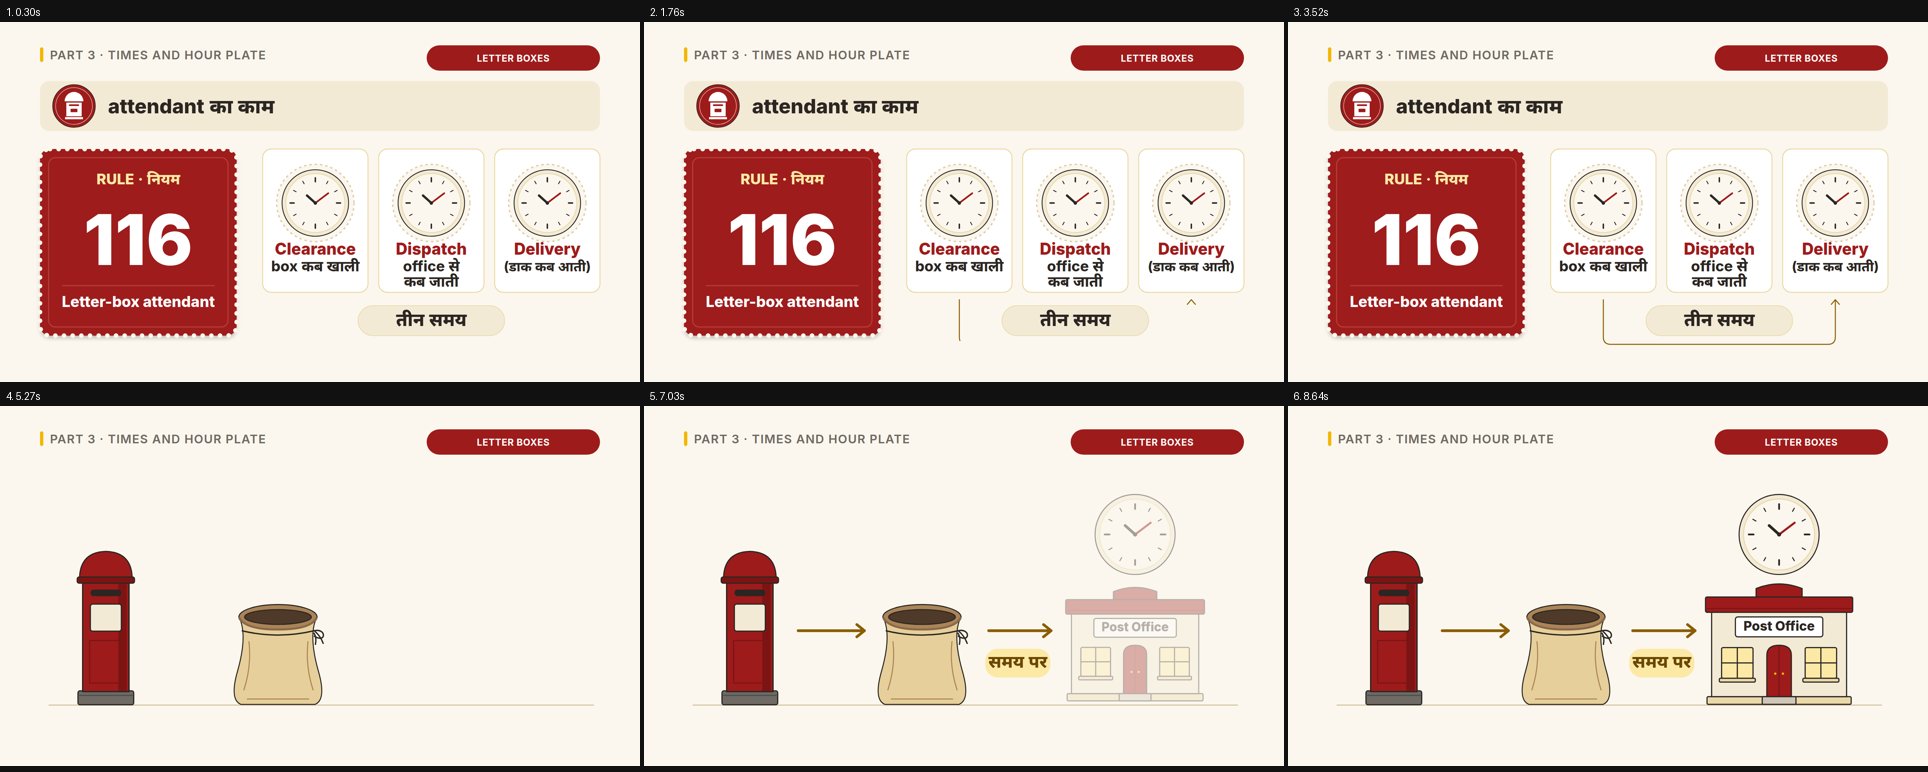 1. 0.30s
PART 3 · TIMES AND HOUR PLATE
LETTER BOXES
attendant का काम
RULE · नियम
116
Letter-box attendant
Clearance
box कब खाली
Dispatch
office से
कब जाती
Delivery
(डाक कब आती)
तीन समय
2. 1.76s
PART 3 · TIMES AND HOUR PLATE
LETTER BOXES
attendant का काम
RULE · नियम
116
Letter-box attendant
Clearance
box कब खाली
Dispatch
office से
कब जाती
Delivery
(डाक कब आती)
तीन समय
3. 3.52s
PART 3 · TIMES AND HOUR PLATE
LETTER BOXES
attendant का काम
RULE · नियम
116
Letter-box attendant
Clearance
box कब खाली
Dispatch
office से
कब जाती
Delivery
(डाक कब आती)
तीन समय
4. 5.27s
PART 3 · TIMES AND HOUR PLATE
LETTER BOXES
5. 7.03s
PART 3 · TIMES AND HOUR PLATE
LETTER BOXES
Post Office
समय पर
6. 8.64s
PART 3 · TIMES AND HOUR PLATE
LETTER BOXES
Post Office
समय पर